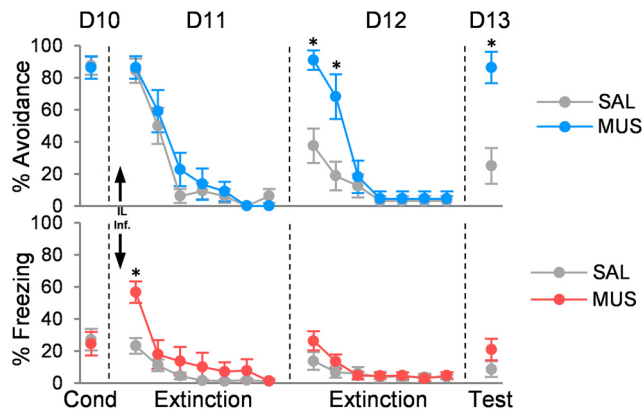 D10 D11 D12 D13
% Avoidance
100
80
60
40
20
0
* * *
SAL
MUS
IL
Inf.
% Freezing
100
80
60
40
20
0
*
SAL
MUS
Cond Extinction Extinction Test